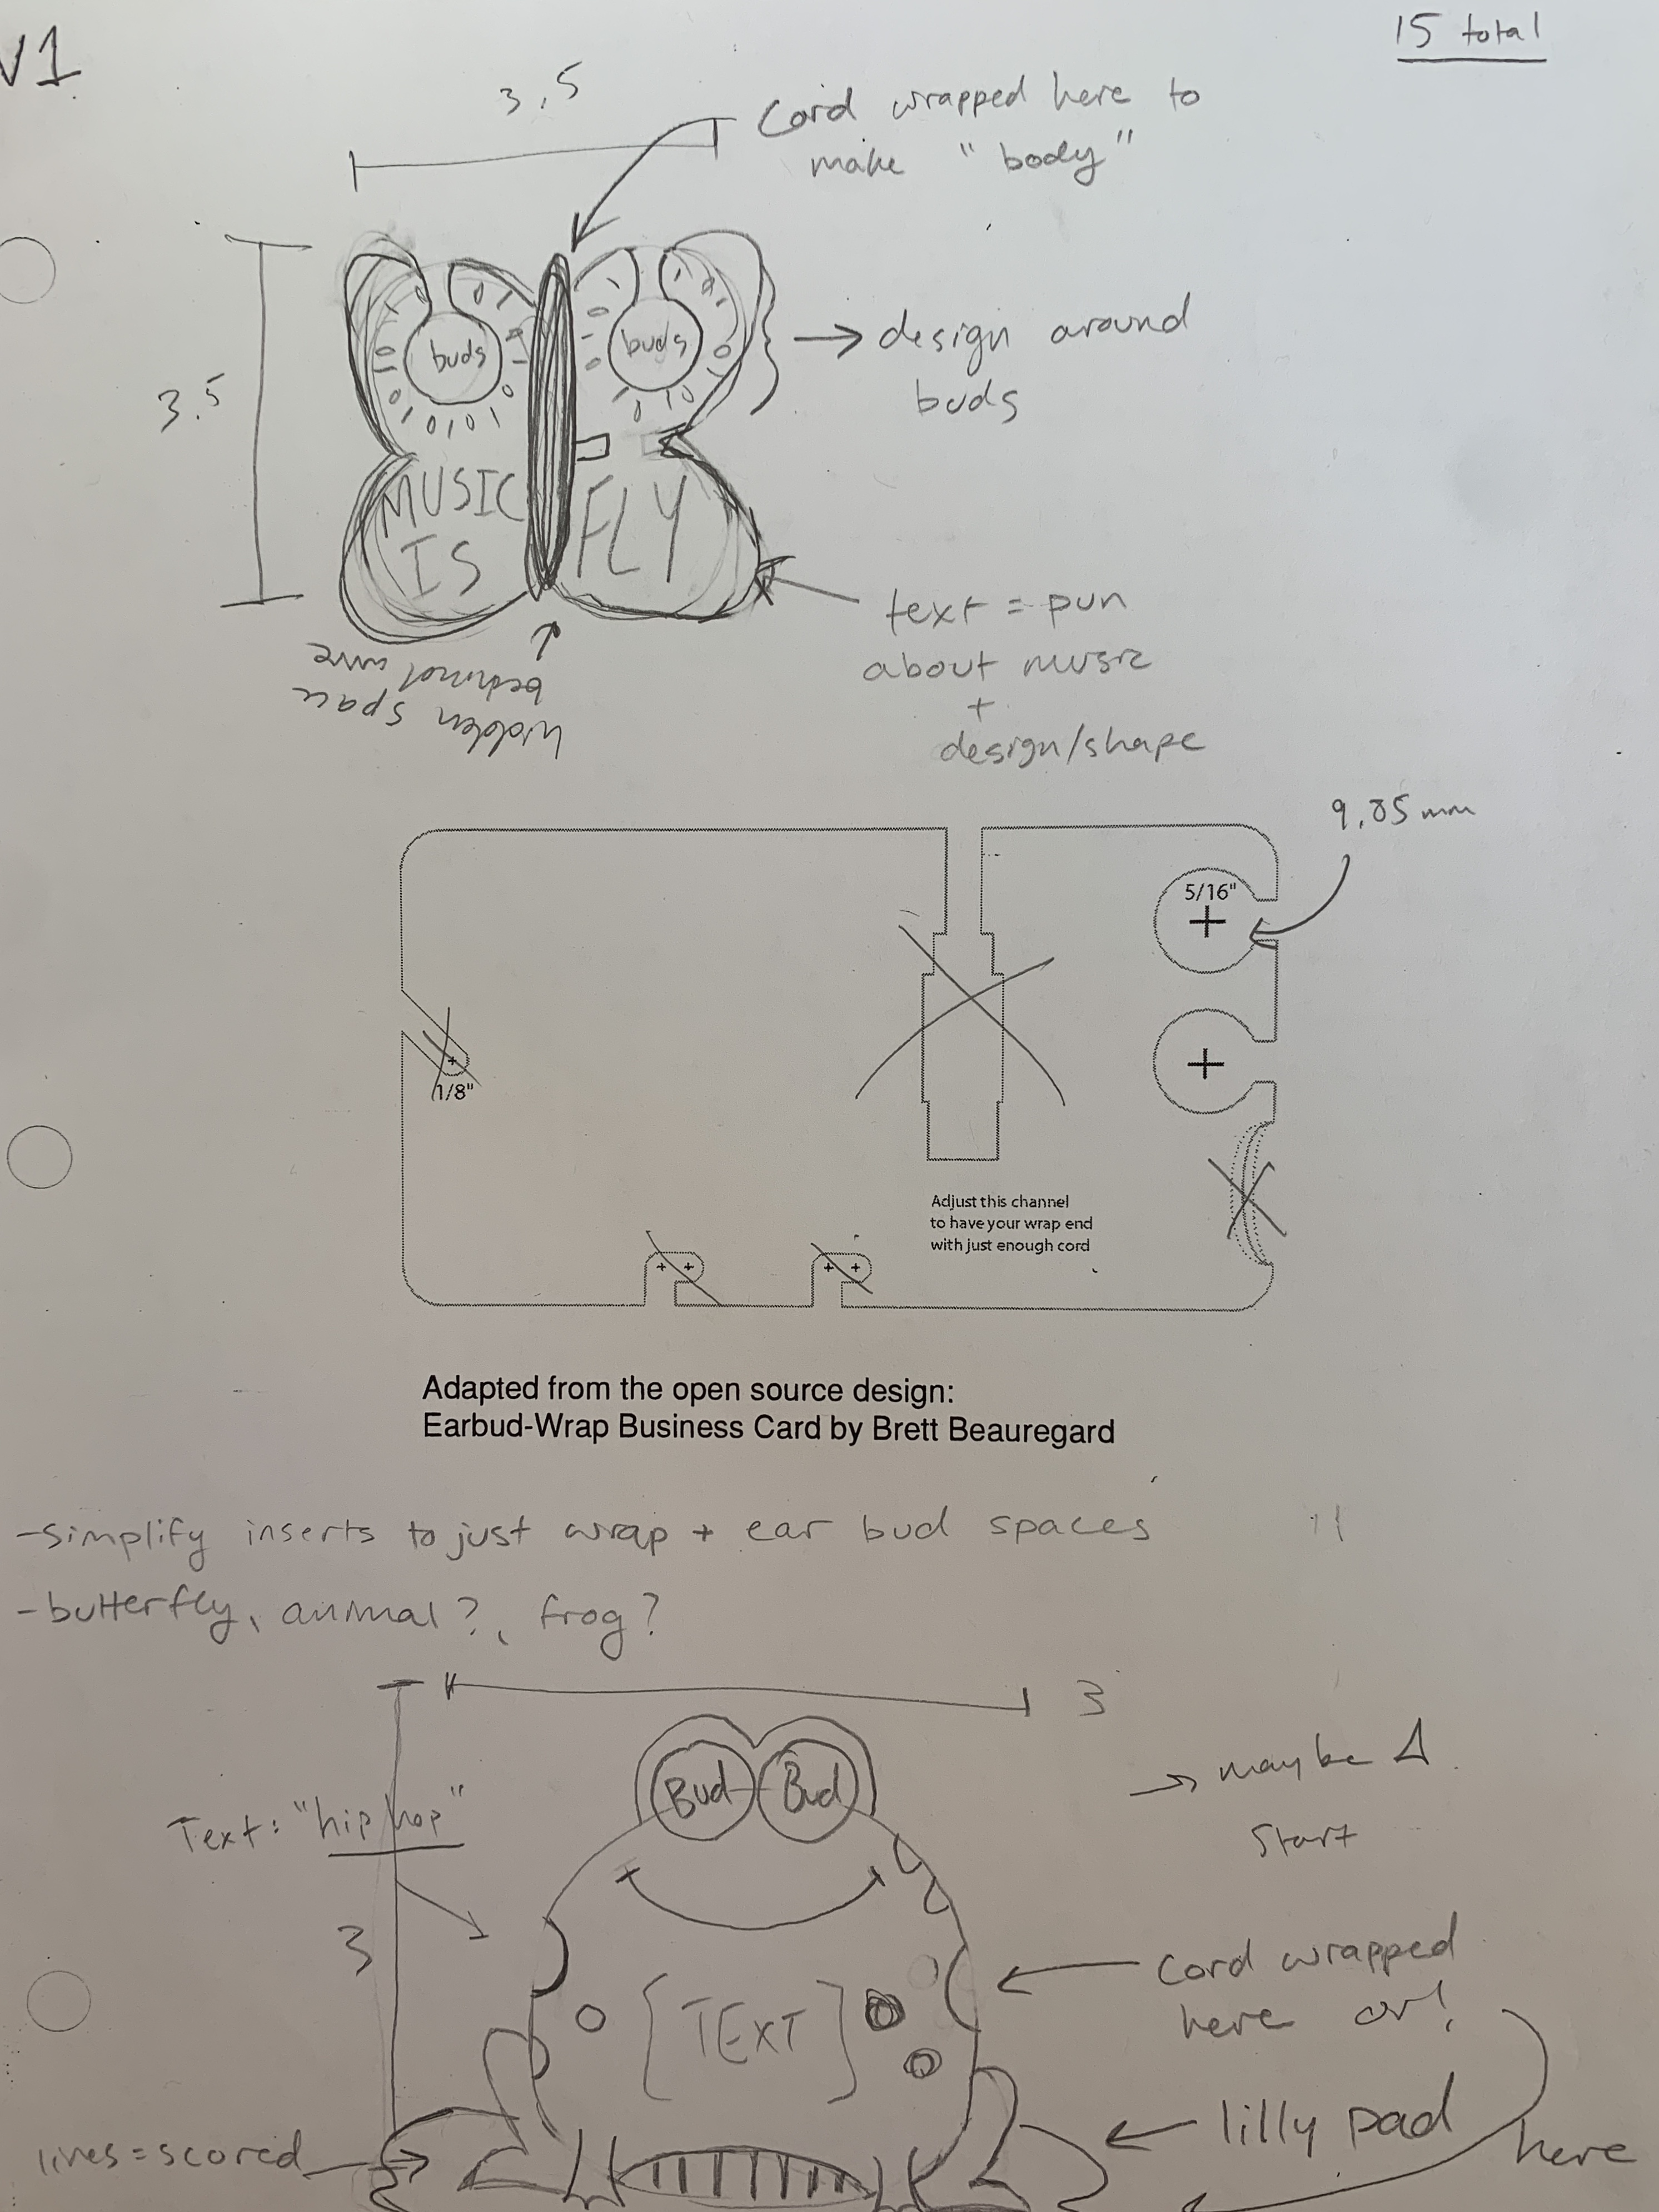 V1
15 total
3.5
Cord wrapped here to
make "body"
3.5
buds
buds
design around
buds
MUSIC
IS
FLY
text = pun
about music
+
design/shape
hidden space
behind wire
9.85mm
5/16"
1/8"
Adjust this channel
to have your wrap end
with just enough cord
Adapted from the open source design:
Earbud-Wrap Business Card by Brett Beauregard
-simplify inserts to just wrap + ear bud spaces
-butterfly, animal?, frog?
3
Bud
Bud
maybe
start
Text: "hip hop"
3
[TEXT]
Cord wrapped
here or!
lilly pad
here
lines=scored